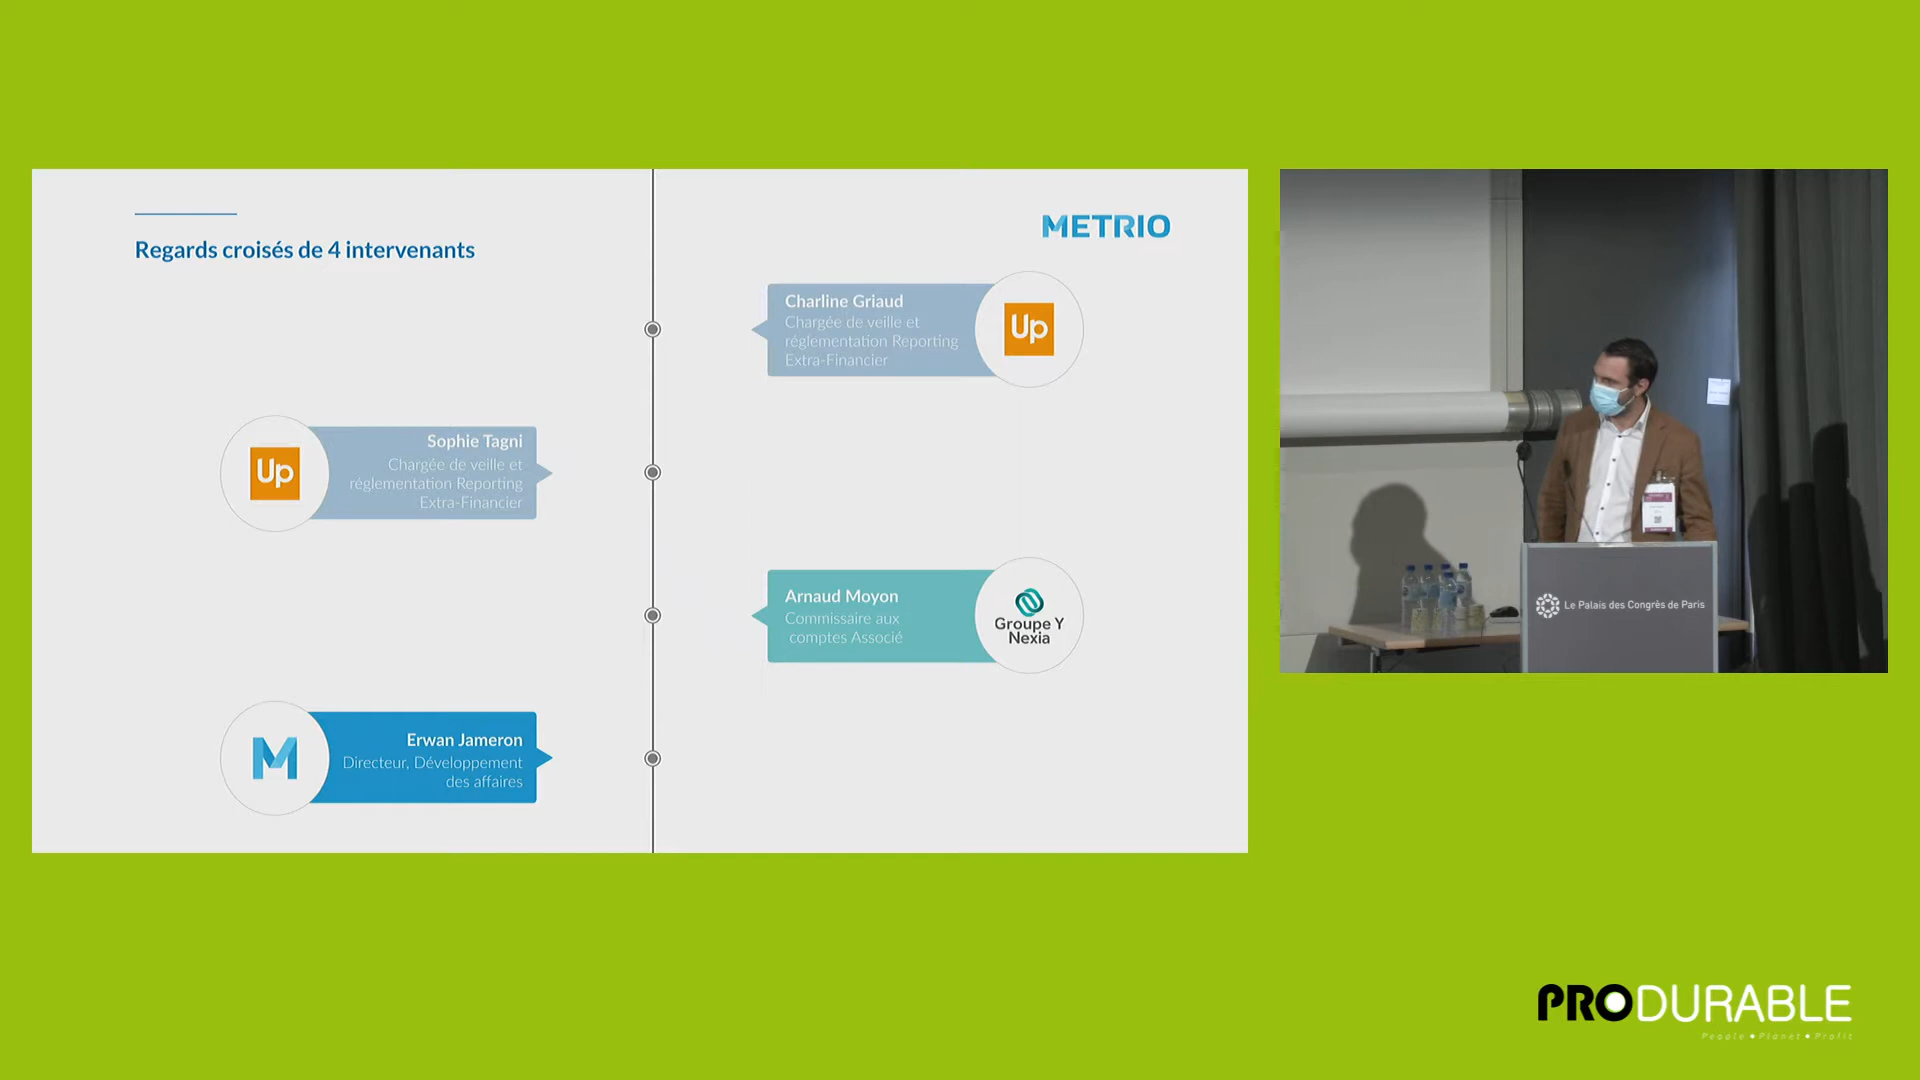 Regards croisés de 4 intervenants
METRIO
Charline Griaud
Chargée de veille et
réglementation Reporting
Extra-Financier
Up
Up
Sophie Tagni
Chargée de veille et
réglementation Reporting
Extra-Financier
Arnaud Moyon
Commissaire aux
comptes Associé
Groupe Y
Nexia
M
Erwan Jameron
Directeur, Développement
des affaires
Le Palais des Congrès de Paris
PRODURABLE
People • Planet • Profit